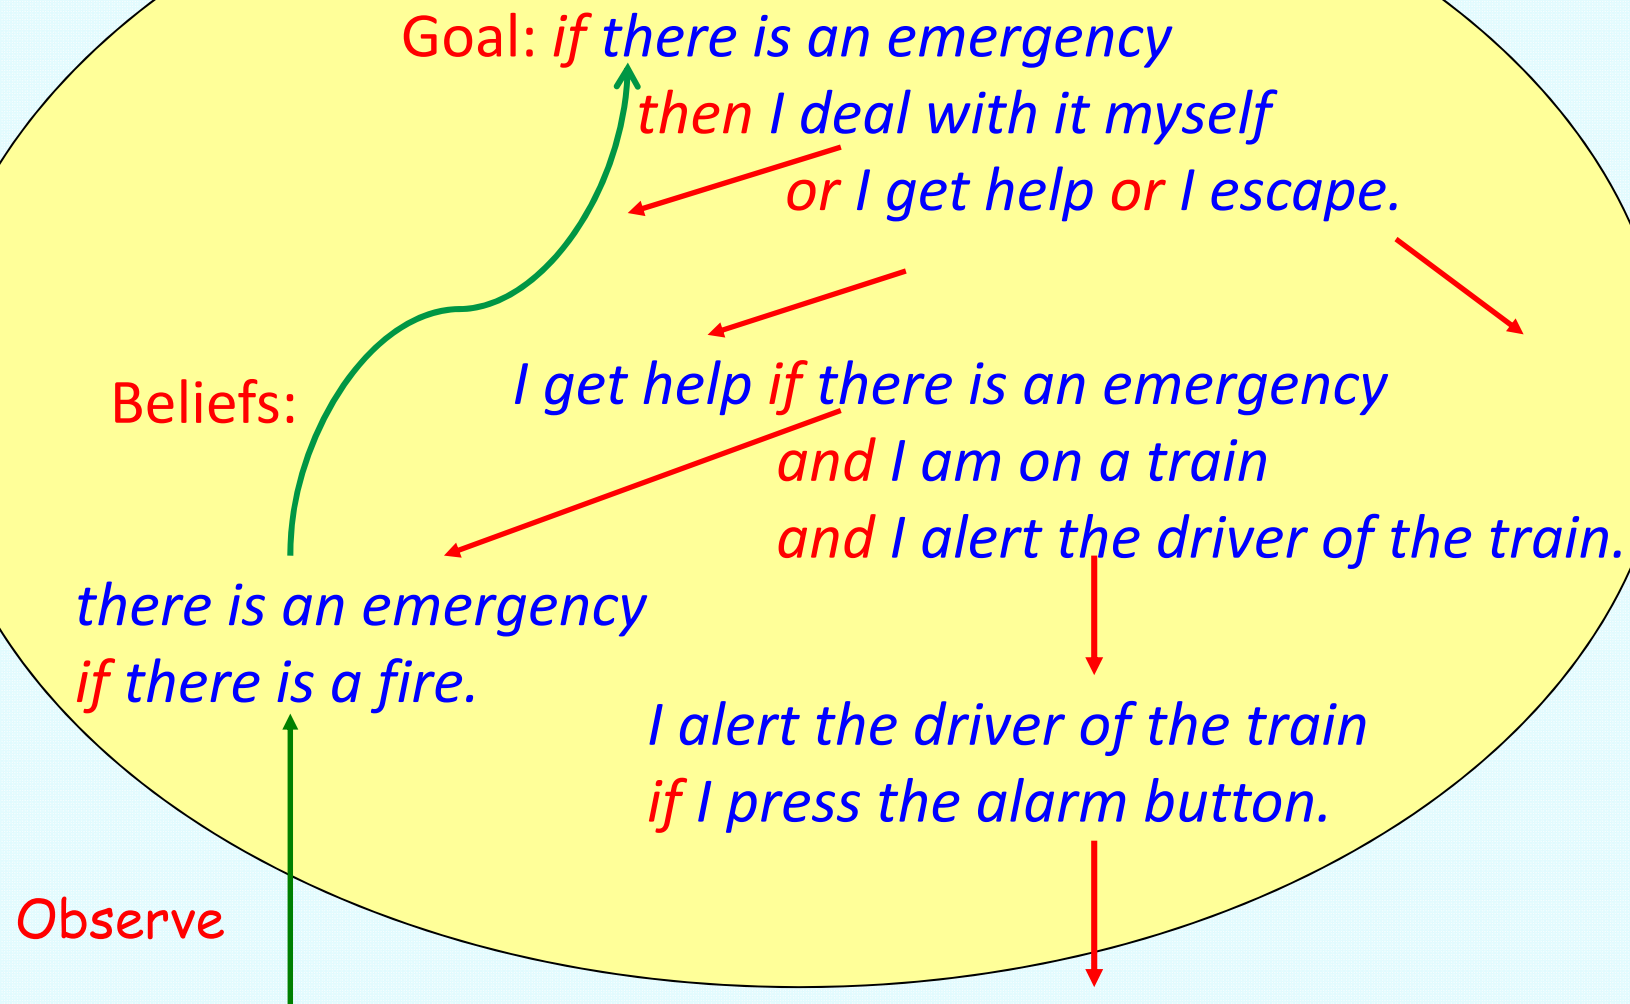 Goal: if there is an emergency
then I deal with it myself
or I get help or I escape.
Beliefs:
I get help if there is an emergency
and I am on a train
and I alert the driver of the train.
there is an emergency
if there is a fire.
I alert the driver of the train
if I press the alarm button.
Observe